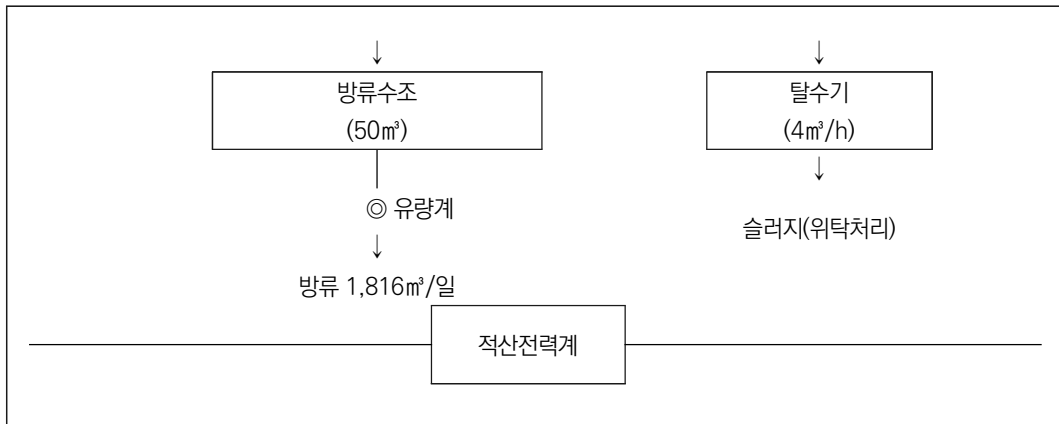 방류수조
(50㎥)
탈수기
(4㎥/h)
◎ 유량계
슬러지(위탁처리)
방류 1,816㎥/일
적산전력계